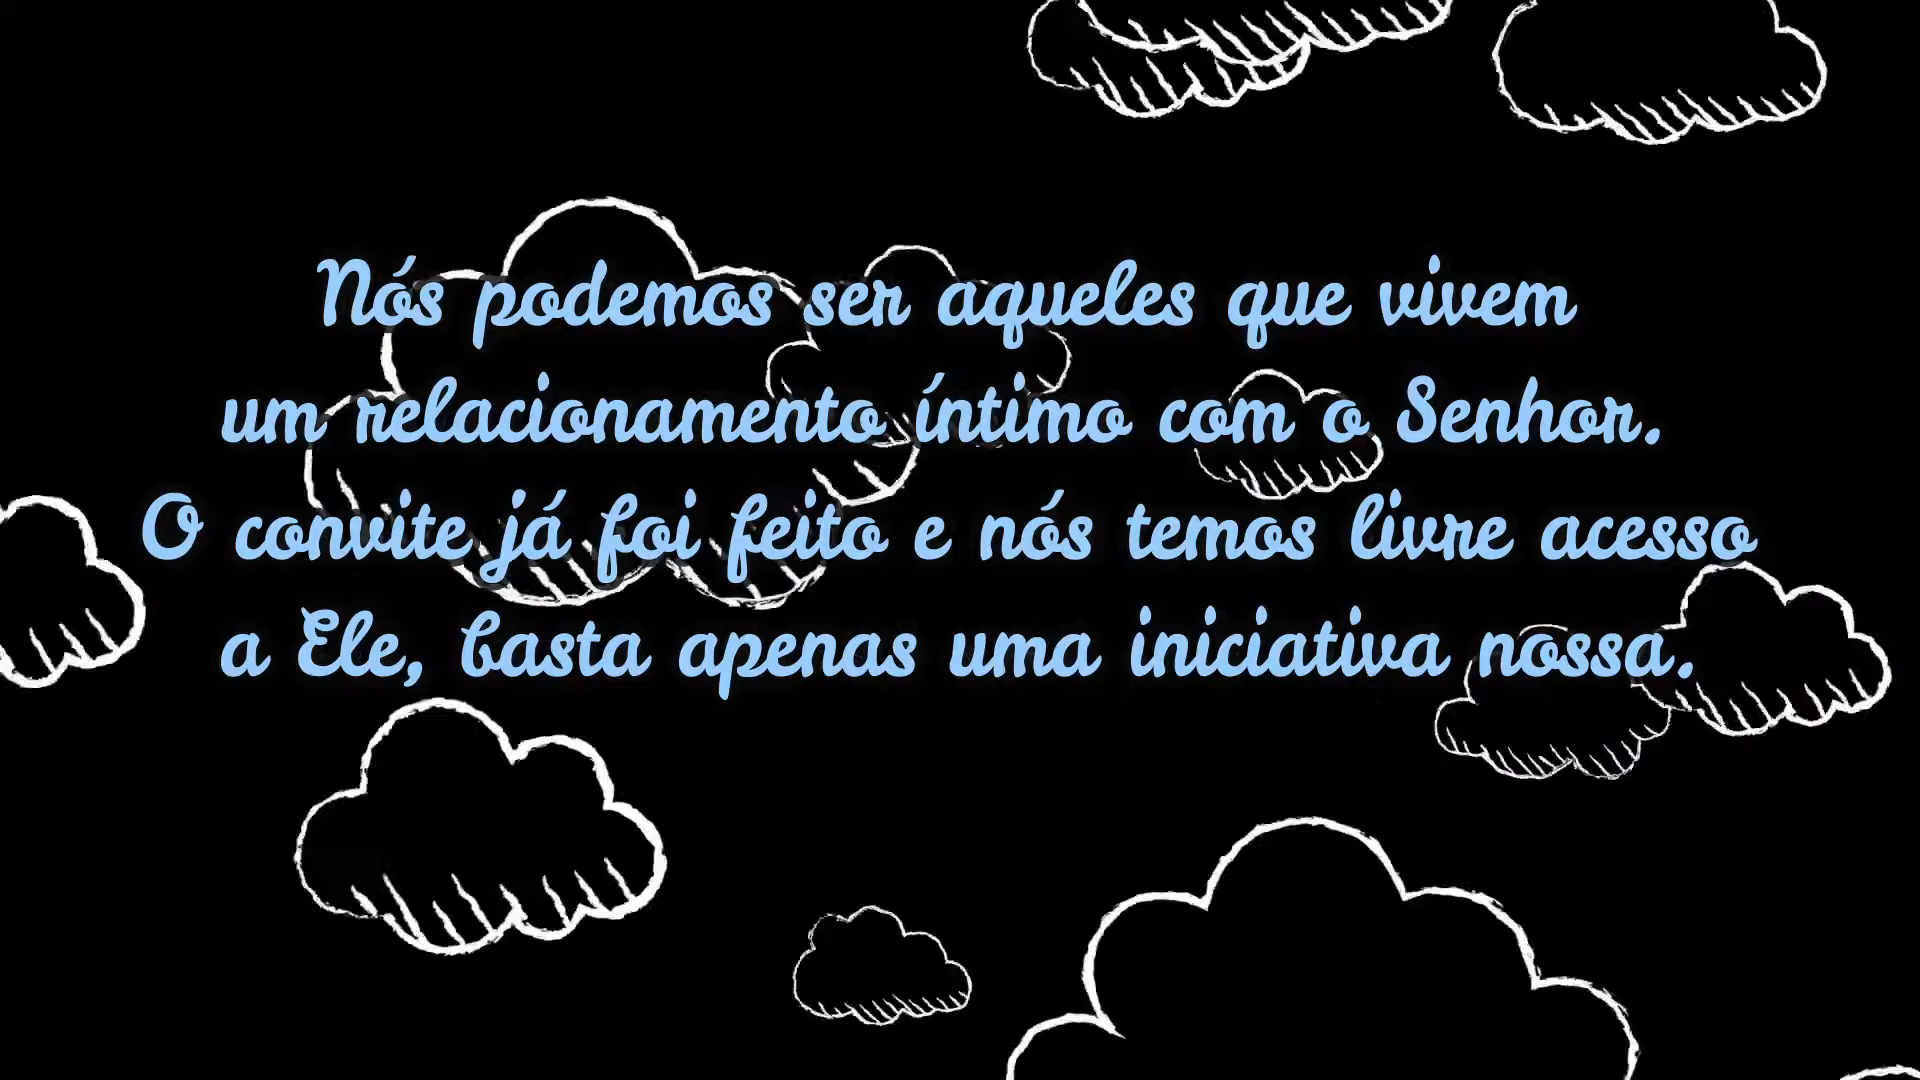 Nós podemos ser aqueles que vivem
um relacionamento íntimo com o Senhor.
O convite já foi feito e nós temos livre acesso
a Ele, basta apenas uma iniciativa nossa.